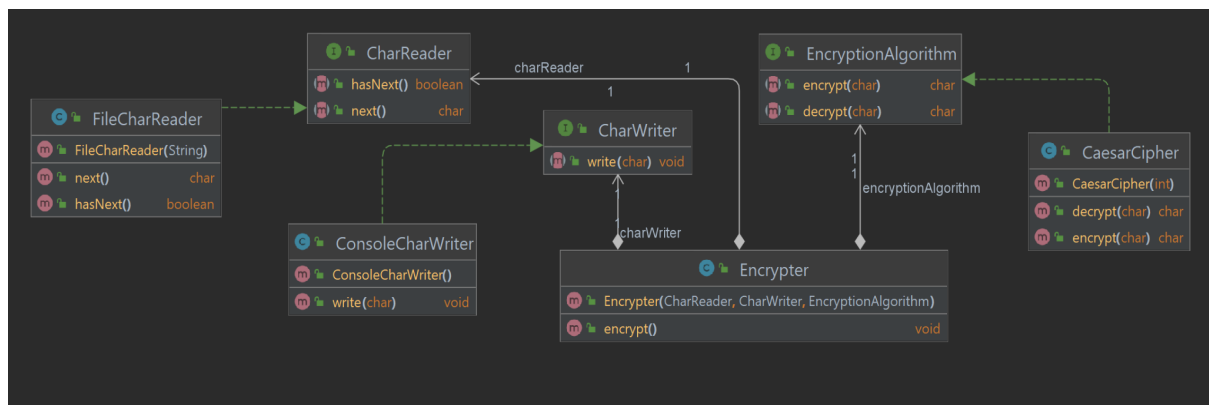 CharReader
hasNext() boolean
next() char
FileCharReader
FileCharReader(String)
next() char
hasNext() boolean
charReader 1
1
CharWriter
write(char) void
EncryptionAlgorithm
encrypt(char) char
decrypt(char) char
CaesarCipher
CaesarCipher(int)
decrypt(char) char
encrypt(char) char
1
1
encryptionAlgorithm
1
1
charWriter
ConsoleCharWriter
ConsoleCharWriter()
write(char) void
Encrypter
Encrypter(CharReader, CharWriter, EncryptionAlgorithm)
encrypt() void